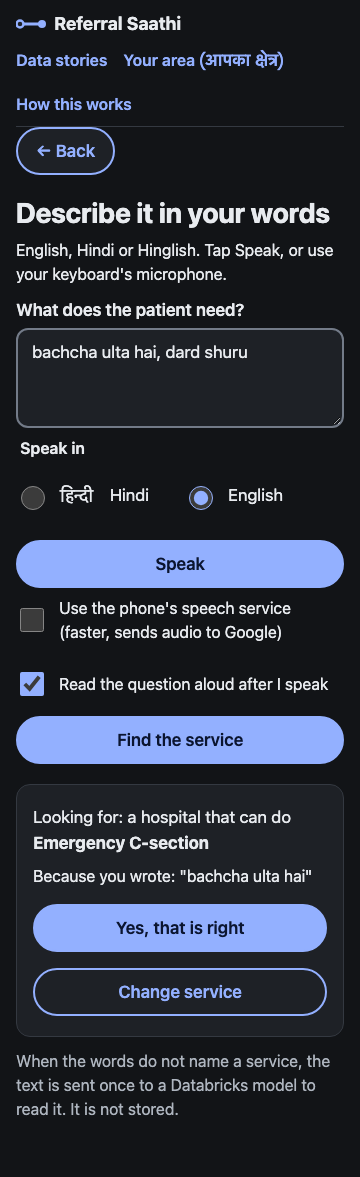 Referral Saathi
Data stories Your area (आपका क्षेत्र)
How this works
← Back
Describe it in your words
English, Hindi or Hinglish. Tap Speak, or use
your keyboard's microphone.
What does the patient need?
bachcha ulta hai, dard shuru
Speak in
हिन्दी Hindi English
Speak
Use the phone's speech service
(faster, sends audio to Google)
Read the question aloud after I speak
Find the service
Looking for: a hospital that can do
Emergency C-section
Because you wrote: "bachcha ulta hai"
Yes, that is right
Change service
When the words do not name a service, the
text is sent once to a Databricks model to
read it. It is not stored.